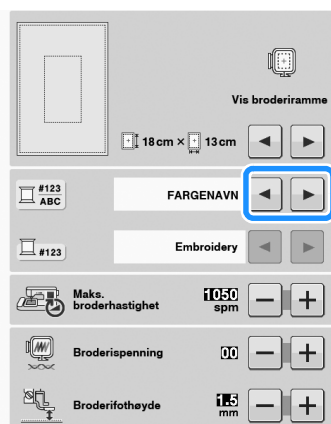 Vis broderiramme
18cm × 13cm
#123
ABC
FARGENAVN
#123
Embroidery
Maks.
broderhastighet
1050
spm
Broderispenning
00
Broderifothøyde
1.5
mm